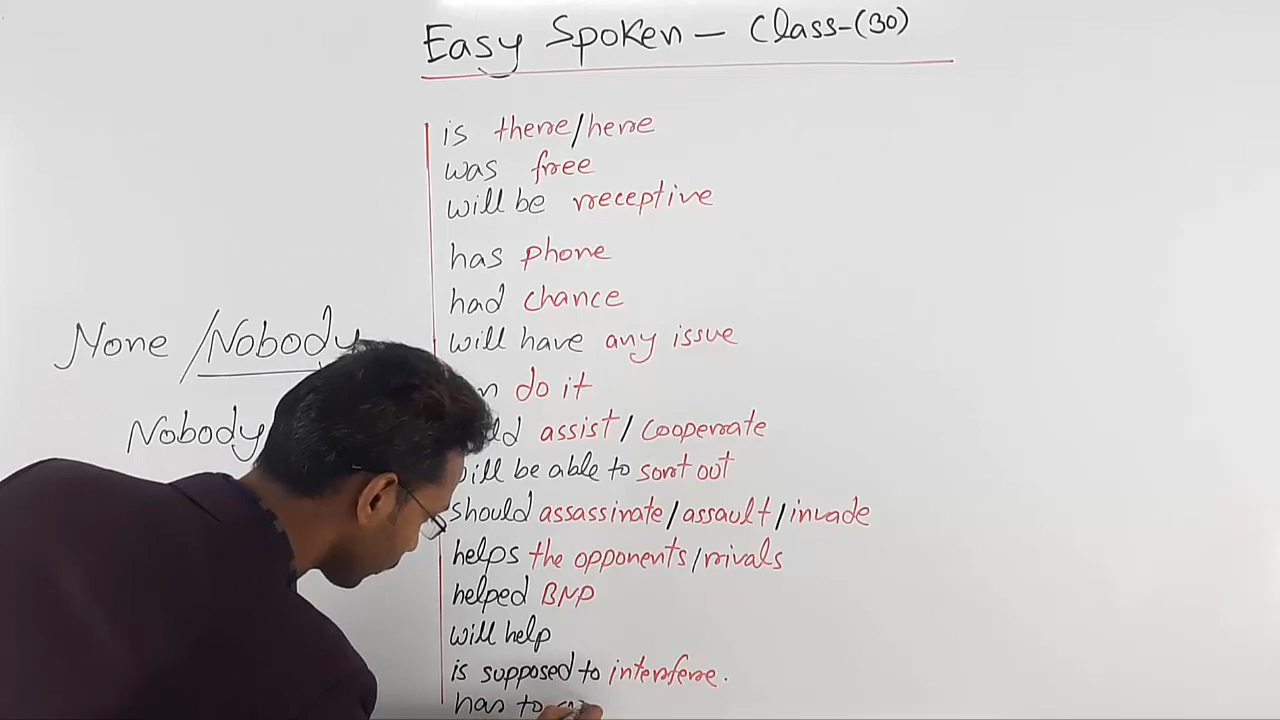 Easy Spoken - Class-(30)
is there/here
was free
will be receptive
has phone
had chance
None /Nobody
will have any issue
do it
Nobody
assist / cooperate
will be able to sort out
should assassinate/assault/invade
helps the opponents/rivals
helped BNP
will help
is supposed to interfere.
has to